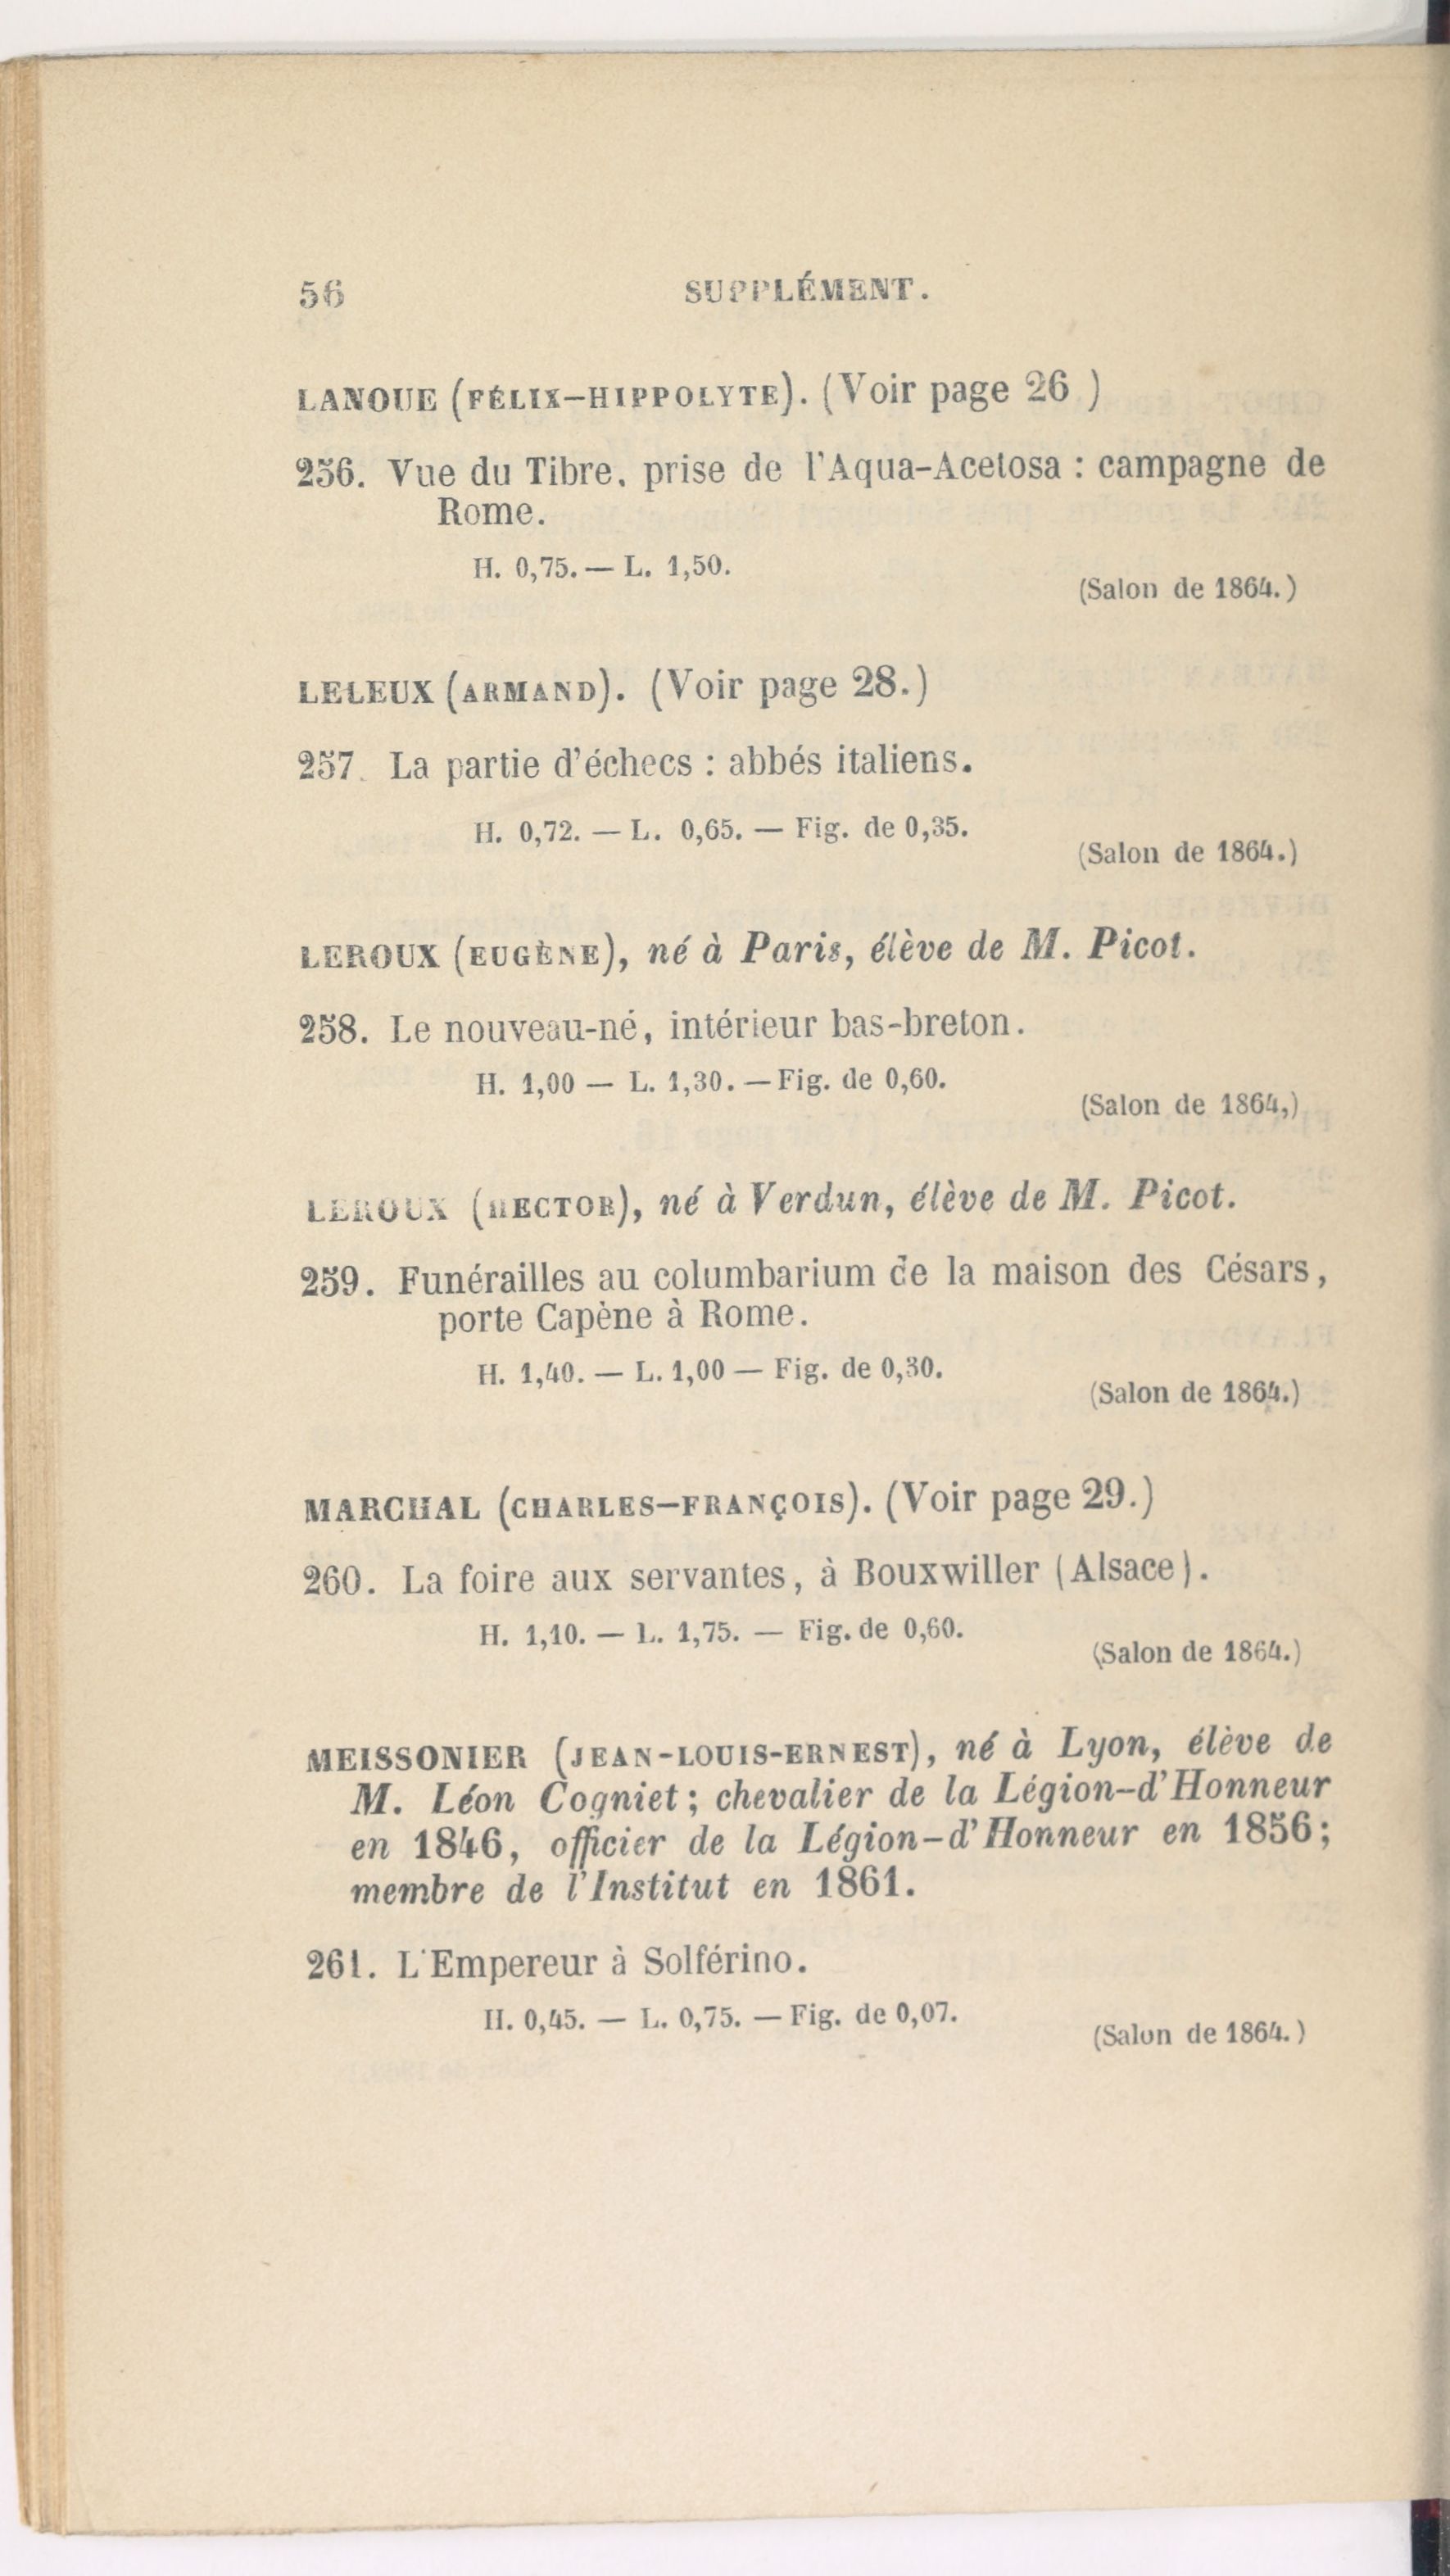 56 SUPPLÉMENT.
LANOUE (FÉLIX-HIPPOLYTE). (Voir page 26 )
256. Vue du Tibre, prise de l'Aqua-Acetosa : campagne de
Rome.
H. 0,75. — L. 1,50.
(Salon de 1864.)
LELEUX (ARMAND). (Voir page 28.)
257. La partie d'échecs : abbés italiens.
H. 0,72. — L. 0,65. — Fig. de 0,35.
(Salon de 1864.)
LEROUX (EUGÈNE), né à Paris, élève de M. Picot.
258. Le nouveau-né, intérieur bas-breton.
H. 1,00 — L. 1,30. — Fig. de 0,60.
(Salon de 1864,)
LEROUX (HECTOR), né à Verdun, élève de M. Picot.
259. Funérailles au columbarium de la maison des Césars,
porte Capène à Rome.
H. 1,40. — L. 1,00 — Fig. de 0,30.
(Salon de 1864.)
MARCHAL (CHARLES-FRANÇOIS). (Voir page 29.)
260. La foire aux servantes, à Bouxwiller (Alsace).
H. 1,10. — L. 1,75. — Fig. de 0,60.
(Salon de 1864.)
MEISSONIER (JEAN-LOUIS-ERNEST), né à Lyon, élève de
M. Léon Cogniet ; chevalier de la Légion-d'Honneur
en 1846, officier de la Légion-d'Honneur en 1856;
membre de l'Institut en 1861.
261. L'Empereur à Solférino.
H. 0,45. — L. 0,75. — Fig. de 0,07.
(Salon de 1864.)